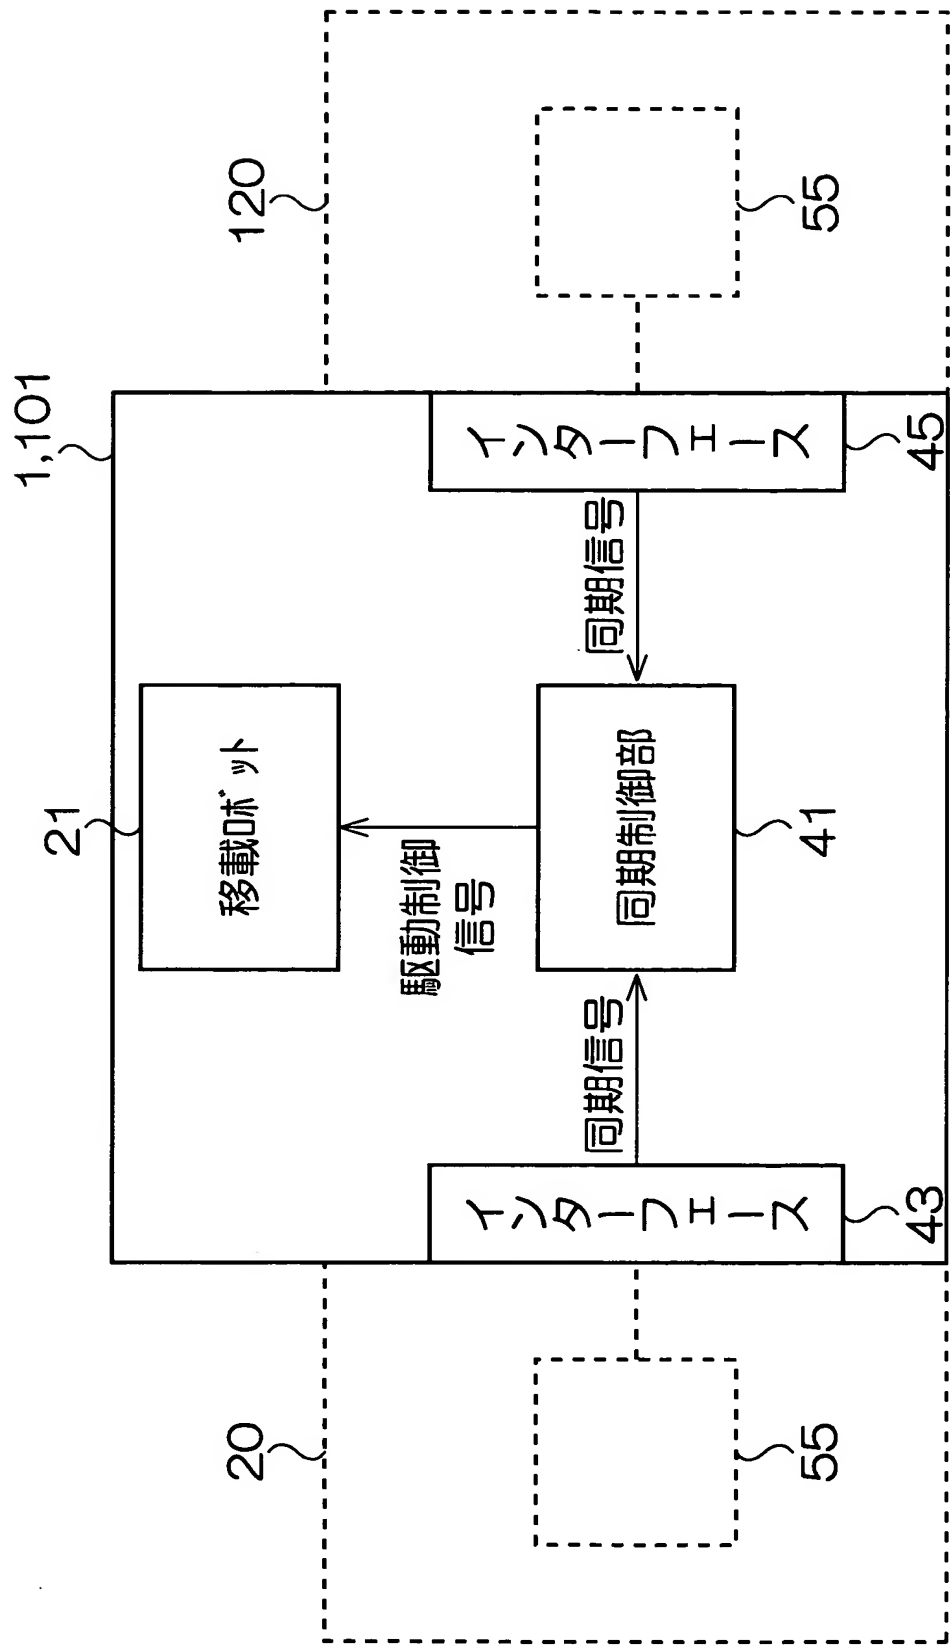 1,101
120
20
21
移載ロボット
駆動制御
信号
同期信号
同期信号
インターフェース
インターフェース
同期制御部
43
41
45
55
55